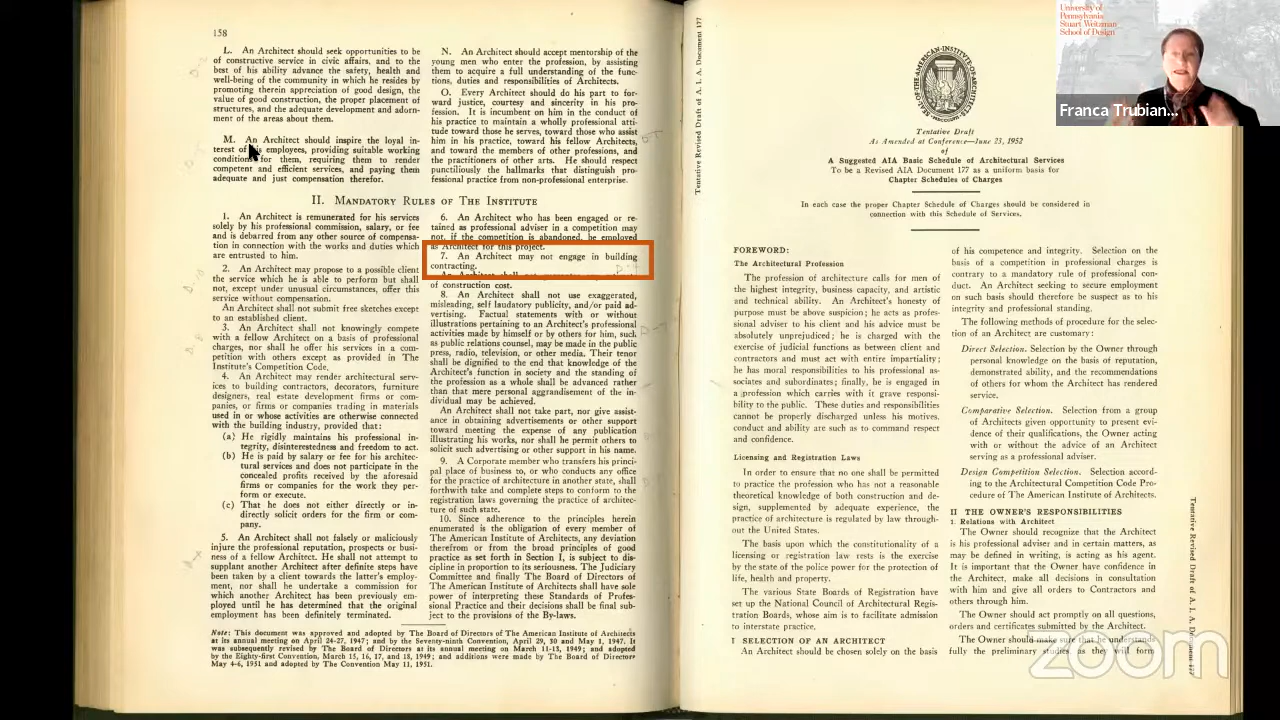 158
L. An Architect should seek opportunities to be
of constructive service in civic affairs, and to the
best of his ability advance the safety, health and
well-being of the community in which he resides by
promoting therein appreciation of good design, the
value of good construction, the proper placement of
structures, and the adequate development and adorn-
ment of the areas about them.
M. An Architect should inspire the loyal in-
terest of his employees, providing suitable working
conditions for them, requiring them to render
competent and efficient services, and paying them
adequate and just compensation therefor.
N. An Architect should accept mentorship of the
young men who enter the profession, by assisting
them to acquire a full understanding of the func-
tions, duties and responsibilities of Architects.
O. Every Architect should do his part to for-
ward justice, courtesy and sincerity in his pro-
fession. It is incumbent on him in the conduct of
his practice to maintain a wholly professional atti-
tude toward those he serves, toward those who assist
him in his practice, toward his fellow Architects,
and toward the members of other professions, and
the practitioners of other arts. He should respect
punctiliously the hallmarks that distinguish pro-
fessional practice from non-professional enterprise.
II. Mandatory Rules of The Institute
1. An Architect is remunerated for his services
solely by his professional commission, salary, or fee
and is debarred from any other source of compensa-
tion in connection with the works and duties which
are entrusted to him.
2. An Architect may propose to a possible client
the service which he is able to perform but shall
not, except under unusual circumstances, offer this
service without compensation.
An Architect shall not submit free sketches except
to an established client.
3. An Architect shall not knowingly compete
with a fellow Architect on a basis of professional
charges, nor shall he offer his services in a com-
petition with others except as provided in The
Institute's Competition Code.
4. An Architect may render architectural serv-
ices to building contractors, decorators, furniture
designers, real estate development firms or com-
panies, or firms or companies trading in materials
used in or whose activities are otherwise connected
with the building industry, provided that:
(a) He rigidly maintains his professional in-
tegrity, disinterestedness and freedom to act.
(b) He is paid by salary or fee for his architec-
tural services and does not participate in the
concealed profits received by the aforesaid
firms or companies for the work they per-
form or execute.
(c) That he does not either directly or in-
directly solicit orders for the firm or com-
pany.
5. An Architect shall not falsely or maliciously
injure the professional reputation, prospects or busi-
ness of a fellow Architect. He shall not attempt to
supplant another Architect after definite steps have
been taken by a client towards the latter's employ-
ment, nor shall he undertake a commission for
which another Architect has been previously em-
ployed until he has determined that the original
employment has been definitely terminated.
6. An Architect who has been engaged or re-
tained as professional adviser in a competition may
not, if the competition is abandoned, be employed
as Architect for this project.
7. An Architect may not engage in building
contracting.
An Architect shall not guarantee any estimate
of construction cost.
8. An Architect shall not use exaggerated,
misleading, self laudatory publicity, and/or paid ad-
vertising. Factual statements with or without
illustrations pertaining to an Architect's professional
activities made by himself or by others for him, such
as public relations counsel, may be made in the public
press, radio, television, or other media. Their tenor
shall be dignified to the end that knowledge of the
Architect's function in society and the standing of
the profession as a whole shall be advanced rather
than that mere personal aggrandisement of the in-
dividual may be achieved.
An Architect shall not take part, nor give assist-
ance in obtaining advertisements or other support
toward meeting the expense of any publication
illustrating his works, nor shall he permit others to
solicit such advertising or other support in his name.
9. A Corporate member who transfers his princi-
pal place of business to, or who conducts any office
for the practice of architecture in another state, shall
forthwith take and complete steps to conform to the
registration laws governing the practice of architec-
ture of such state.
10. Since adherence to the principles herein
enumerated is the obligation of every member of
The American Institute of Architects, any deviation
therefrom or from the broad principles of good
practice as set forth in Section I, is subject to dis-
cipline in proportion to its seriousness. The Judiciary
Committee and finally The Board of Directors of
The American Institute of Architects shall have sole
power of interpreting these Standards of Profes-
sional Practice and their decisions shall be final sub-
ject to the provisions of the By-laws.
Note: This document was approved and adopted by The Board of Directors of The American Institute of Architects
at its annual meeting on April 24-27, 1947; and by the Seventy-ninth Convention, April 29, 30 and May 1, 1947. It
was subsequently revised by The Board of Directors at its annual meeting on March 11-13, 1949; and adopted
by the Eighty-first Convention, March 15, 16, 17, and 18, 1949; and additions were made by The Board of Directors
May 4-6, 1951 and adopted by The Convention May 11, 1951.
Tentative Revised Draft of A. I. A. Document 177
THE AMERICAN INSTITUTE OF ARCHITECTS
Tentative Draft
As Amended at Conference—June 23, 1952
of
A Suggested AIA Basic Schedule of Architectural Services
To be a Revised AIA Document 177 as a uniform basis for
Chapter Schedules of Charges
In each case the proper Chapter Schedule of Charges should be considered in
connection with this Schedule of Services.
FOREWORD:
The Architectural Profession
The profession of architecture calls for men of
the highest integrity, business capacity, and artistic
and technical ability. An Architect's honesty of
purpose must be above suspicion; he acts as profes-
sional adviser to his client and his advice must be
absolutely unprejudiced; he is charged with the
exercise of judicial functions as between client and
contractors and must act with entire impartiality;
he has moral responsibilities to his professional as-
sociates and subordinates; finally, he is engaged in
a profession which carries with it grave responsi-
bility to the public. These duties and responsibilities
cannot be properly discharged unless his motives,
conduct and ability are such as to command respect
and confidence.
Licensing and Registration Laws
In order to ensure that no one shall be permitted
to practice the profession who has not a reasonable
theoretical knowledge of both construction and de-
sign, supplemented by adequate experience, the
practice of architecture is regulated by law through-
out the United States.
The basis upon which the constitutionality of a
licensing or registration law rests is the exercise
by the state of the police power for the protection of
life, health and property.
The various State Boards of Registration have
set up the National Council of Architectural Regis-
tration Boards, whose aim is to facilitate admission
to interstate practice.
I SELECTION OF AN ARCHITECT
An Architect should be chosen solely on the basis
of his competence and integrity. Selection on the
basis of a competition in professional charges is
contrary to a mandatory rule of professional con-
duct. An Architect seeking to secure employment
on such basis should therefore be suspect as to his
integrity and professional standing.
The following methods of procedure for the selec-
tion of an Architect are customary:
Direct Selection. Selection by the Owner through
personal knowledge on the basis of reputation,
demonstrated ability, and the recommendations
of others for whom the Architect has rendered
service.
Comparative Selection. Selection from a group
of Architects given opportunity to present evi-
dence of their qualifications, the Owner acting
with or without the advice of an Architect
serving as a professional adviser.
Design Competition Selection. Selection accord-
ing to the Architectural Competition Code Pro-
cedure of The American Institute of Architects.
II THE OWNER'S RESPONSIBILITIES
1. Relations with Architect
The Owner should recognize that the Architect
is his professional adviser and in certain matters, as
may be defined in writing, is acting as his agent.
It is important that the Owner have confidence in
the Architect, make all decisions in consultation
with him and give all orders to Contractors and
others through him.
The Owner should act promptly on all questions,
orders and certificates submitted by the Architect.
The Owner should make sure that he understands
fully the preliminary studies as they will form
Tentative Revised Draft of A. I. A. Document 177
University of
Pennsylvania
Stuart Weitzman
School of Design
Franca Trubian...
zoom